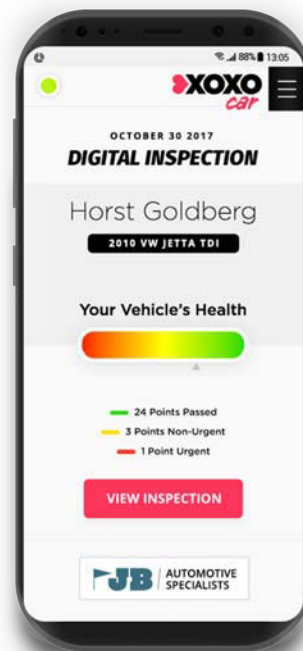 88% 13:05
XOXO
car
OCTOBER 30 2017
DIGITAL INSPECTION
Horst Goldberg
2010 VW JETTA TDI
Your Vehicle's Health
24 Points Passed
3 Points Non-Urgent
1 Point Urgent
VIEW INSPECTION
JB AUTOMOTIVE
SPECIALISTS